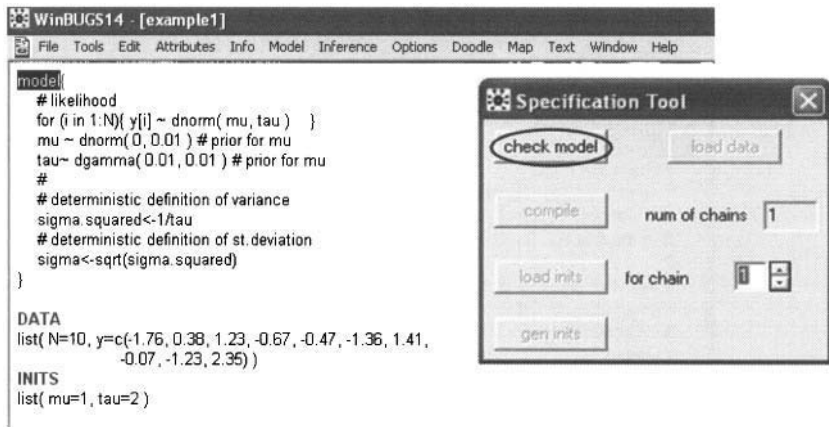 WinBUGS14 - [example1]
File Tools Edit Attributes Info Model Inference Options Doodle Map Text Window Help
model{
# likelihood
for (i in 1:N){ y[i] ~ dnorm( mu, tau ) }
mu ~ dnorm( 0, 0.01 ) # prior for mu
tau~ dgamma( 0.01, 0.01 ) # prior for mu
#
# deterministic definition of variance
sigma.squared<-1/tau
# deterministic definition of st.deviation
sigma<-sqrt(sigma.squared)
}
DATA
list( N=10, y=c(-1.76, 0.38, 1.23, -0.67, -0.47, -1.36, 1.41,
-0.07, -1.23, 2.35) )
INITS
list( mu=1, tau=2 )
Specification Tool
check model load data
compile num of chains 1
load inits for chain 1
gen inits